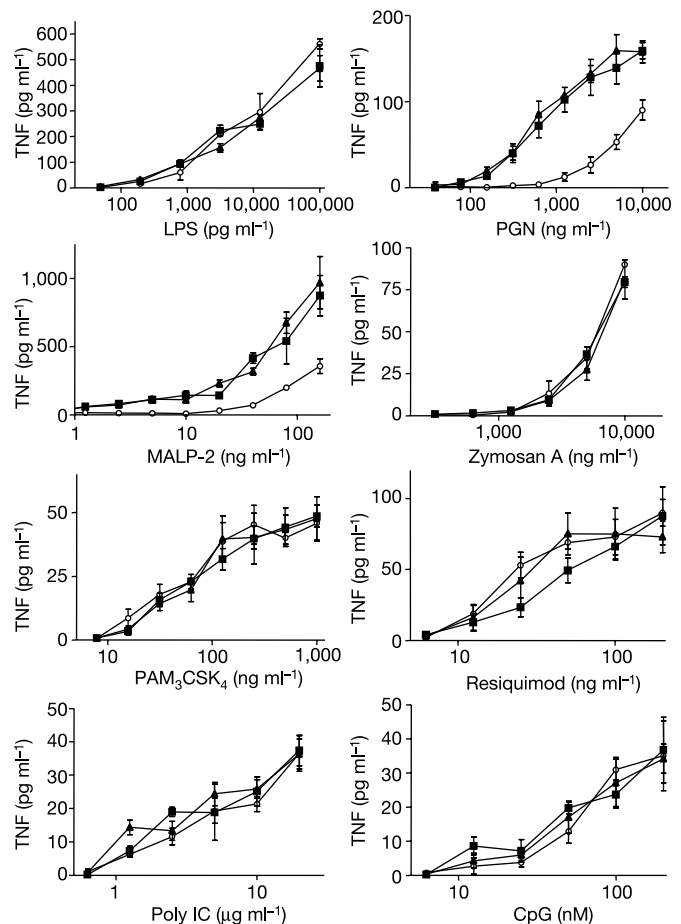 600
500
400
300
200
100
0
TNF (pg ml⁻¹)
100 1,000 10,000 100,000
LPS (pg ml⁻¹)
200
100
0
TNF (pg ml⁻¹)
100 1,000 10,000
PGN (ng ml⁻¹)
1,000
500
0
TNF (pg ml⁻¹)
1 10 100
MALP-2 (ng ml⁻¹)
100
75
50
25
0
TNF (pg ml⁻¹)
1,000 10,000
Zymosan A (ng ml⁻¹)
50
25
0
TNF (pg ml⁻¹)
10 100 1,000
PAM₃CSK₄ (ng ml⁻¹)
100
50
0
TNF (pg ml⁻¹)
10 100
Resiquimod (ng ml⁻¹)
50
40
30
20
10
0
TNF (pg ml⁻¹)
1 10
Poly IC (μg ml⁻¹)
50
40
30
20
10
0
TNF (pg ml⁻¹)
10 100
CpG (nM)